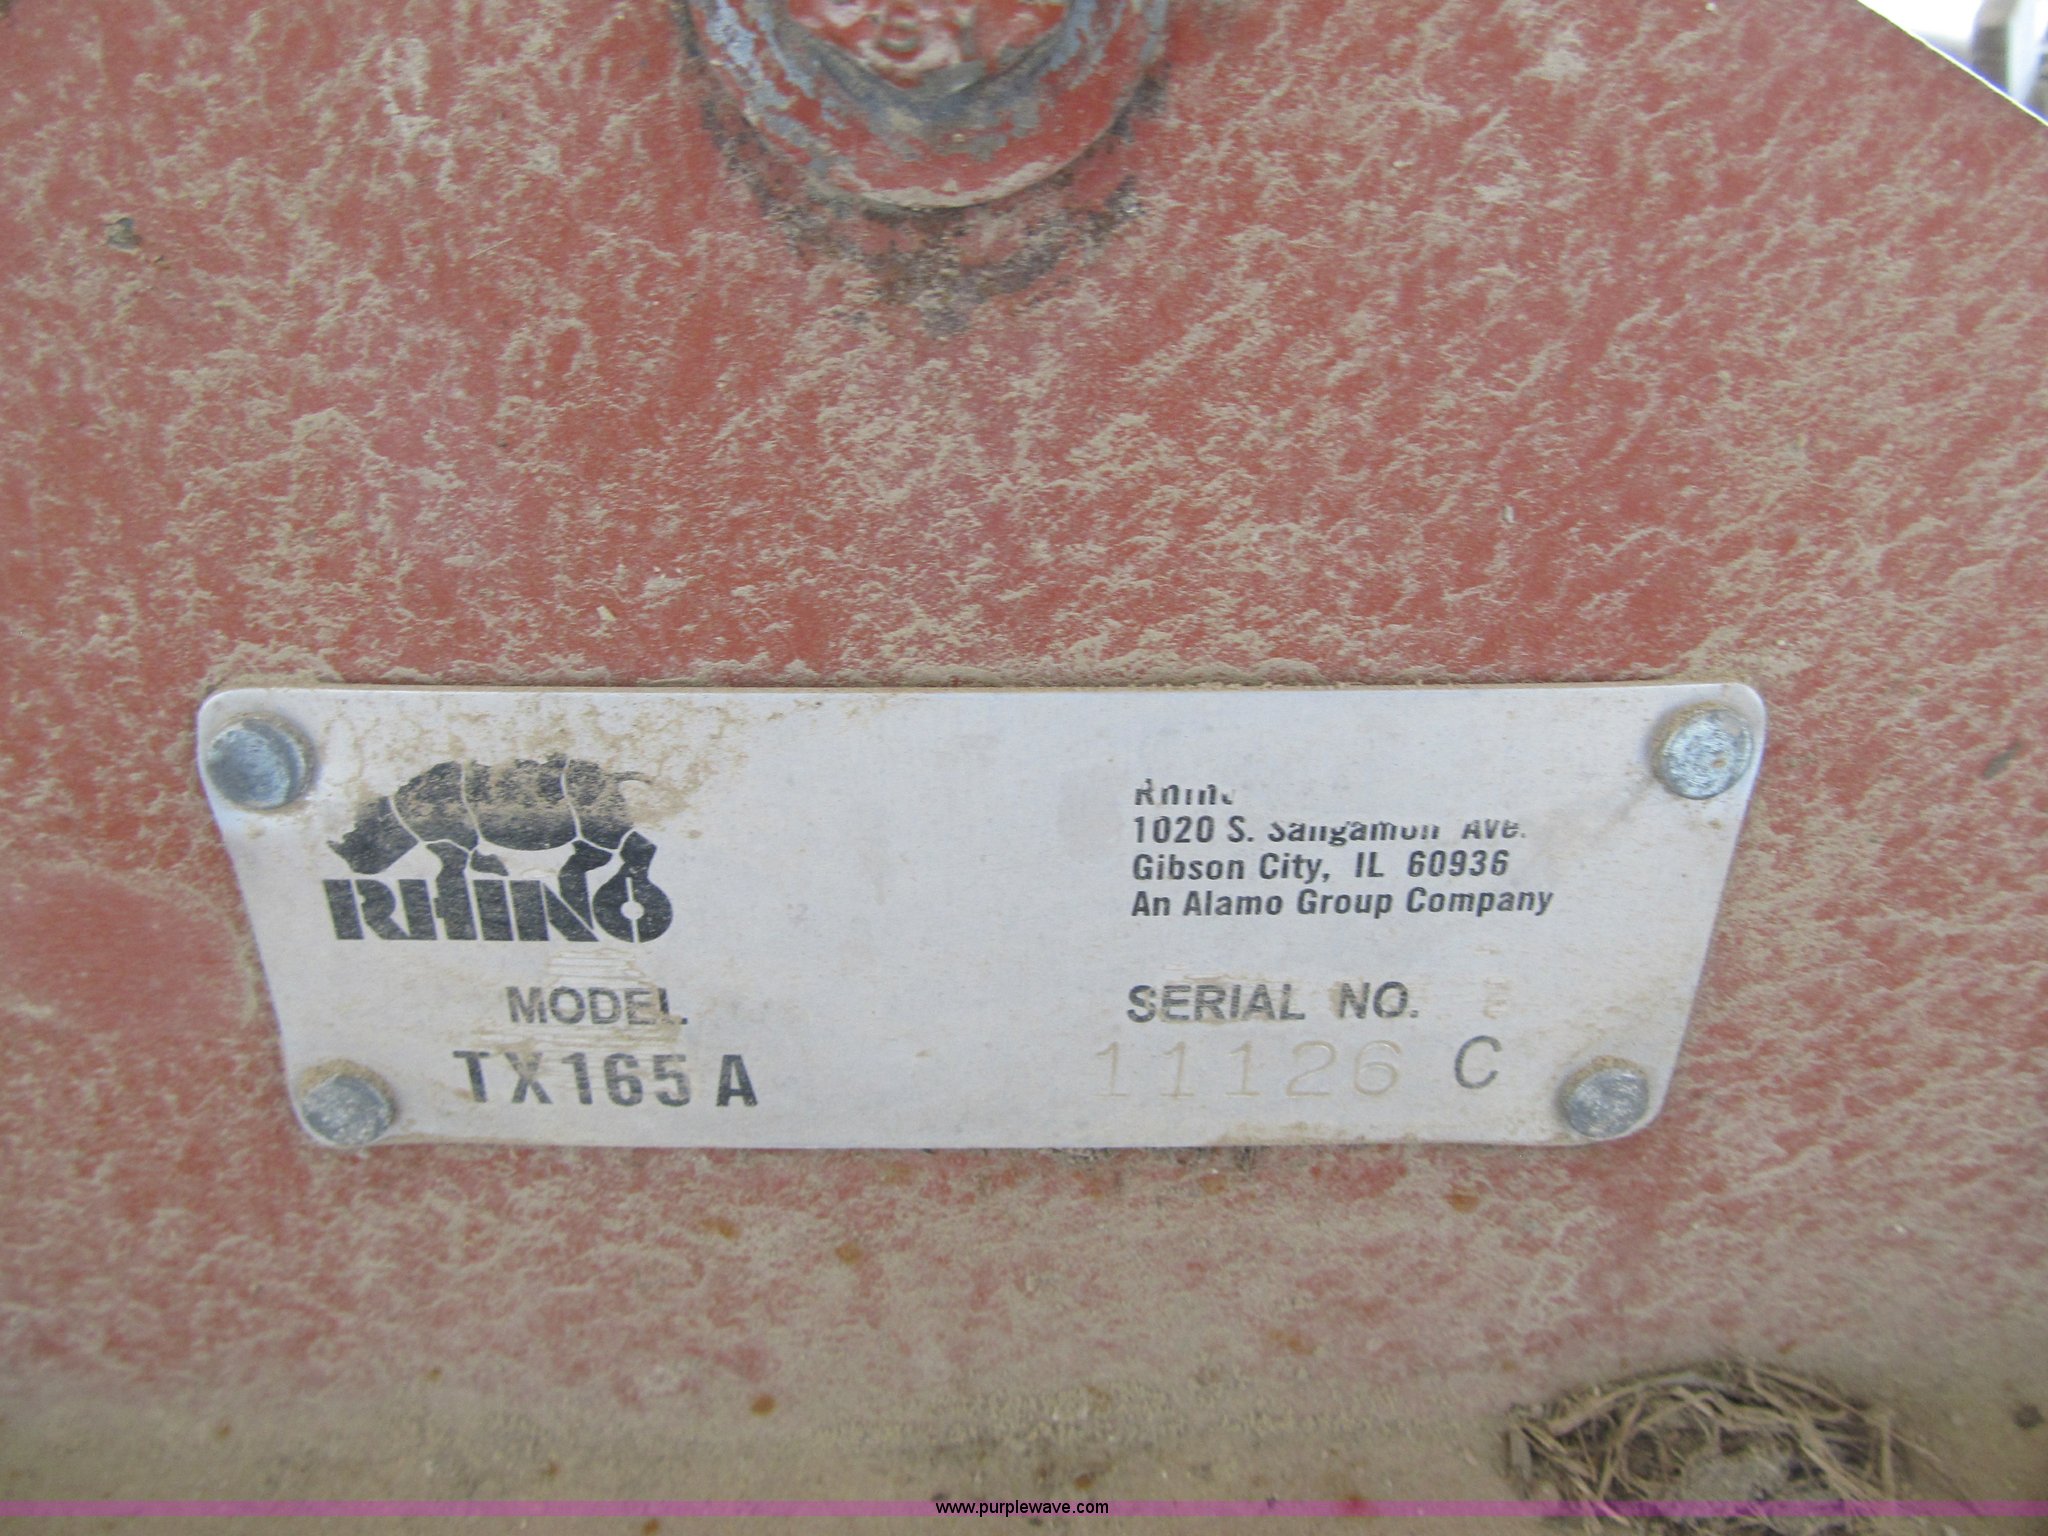 RHINO
Rhino
1020 S. Sangamon Ave.
Gibson City, IL 60936
An Alamo Group Company
MODEL
TX165A
SERIAL NO.
11126 C
www.purplewave.com